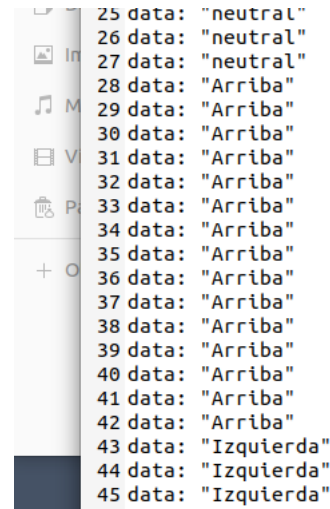 25 data: "neutral"
26 data: "neutral"
27 data: "neutral"
28 data: "Arriba"
29 data: "Arriba"
30 data: "Arriba"
31 data: "Arriba"
32 data: "Arriba"
33 data: "Arriba"
34 data: "Arriba"
35 data: "Arriba"
36 data: "Arriba"
37 data: "Arriba"
38 data: "Arriba"
39 data: "Arriba"
40 data: "Arriba"
41 data: "Arriba"
42 data: "Arriba"
43 data: "Izquierda"
44 data: "Izquierda"
45 data: "Izquierda"